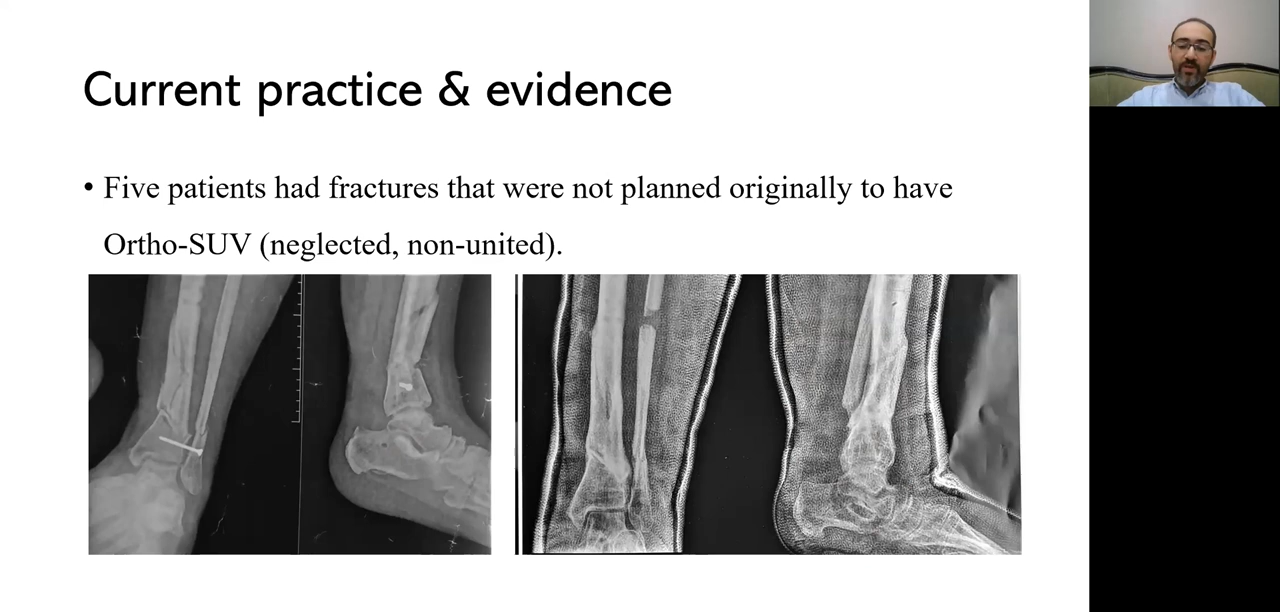 Current practice & evidence
• Five patients had fractures that were not planned originally to have
Ortho-SUV (neglected, non-united).